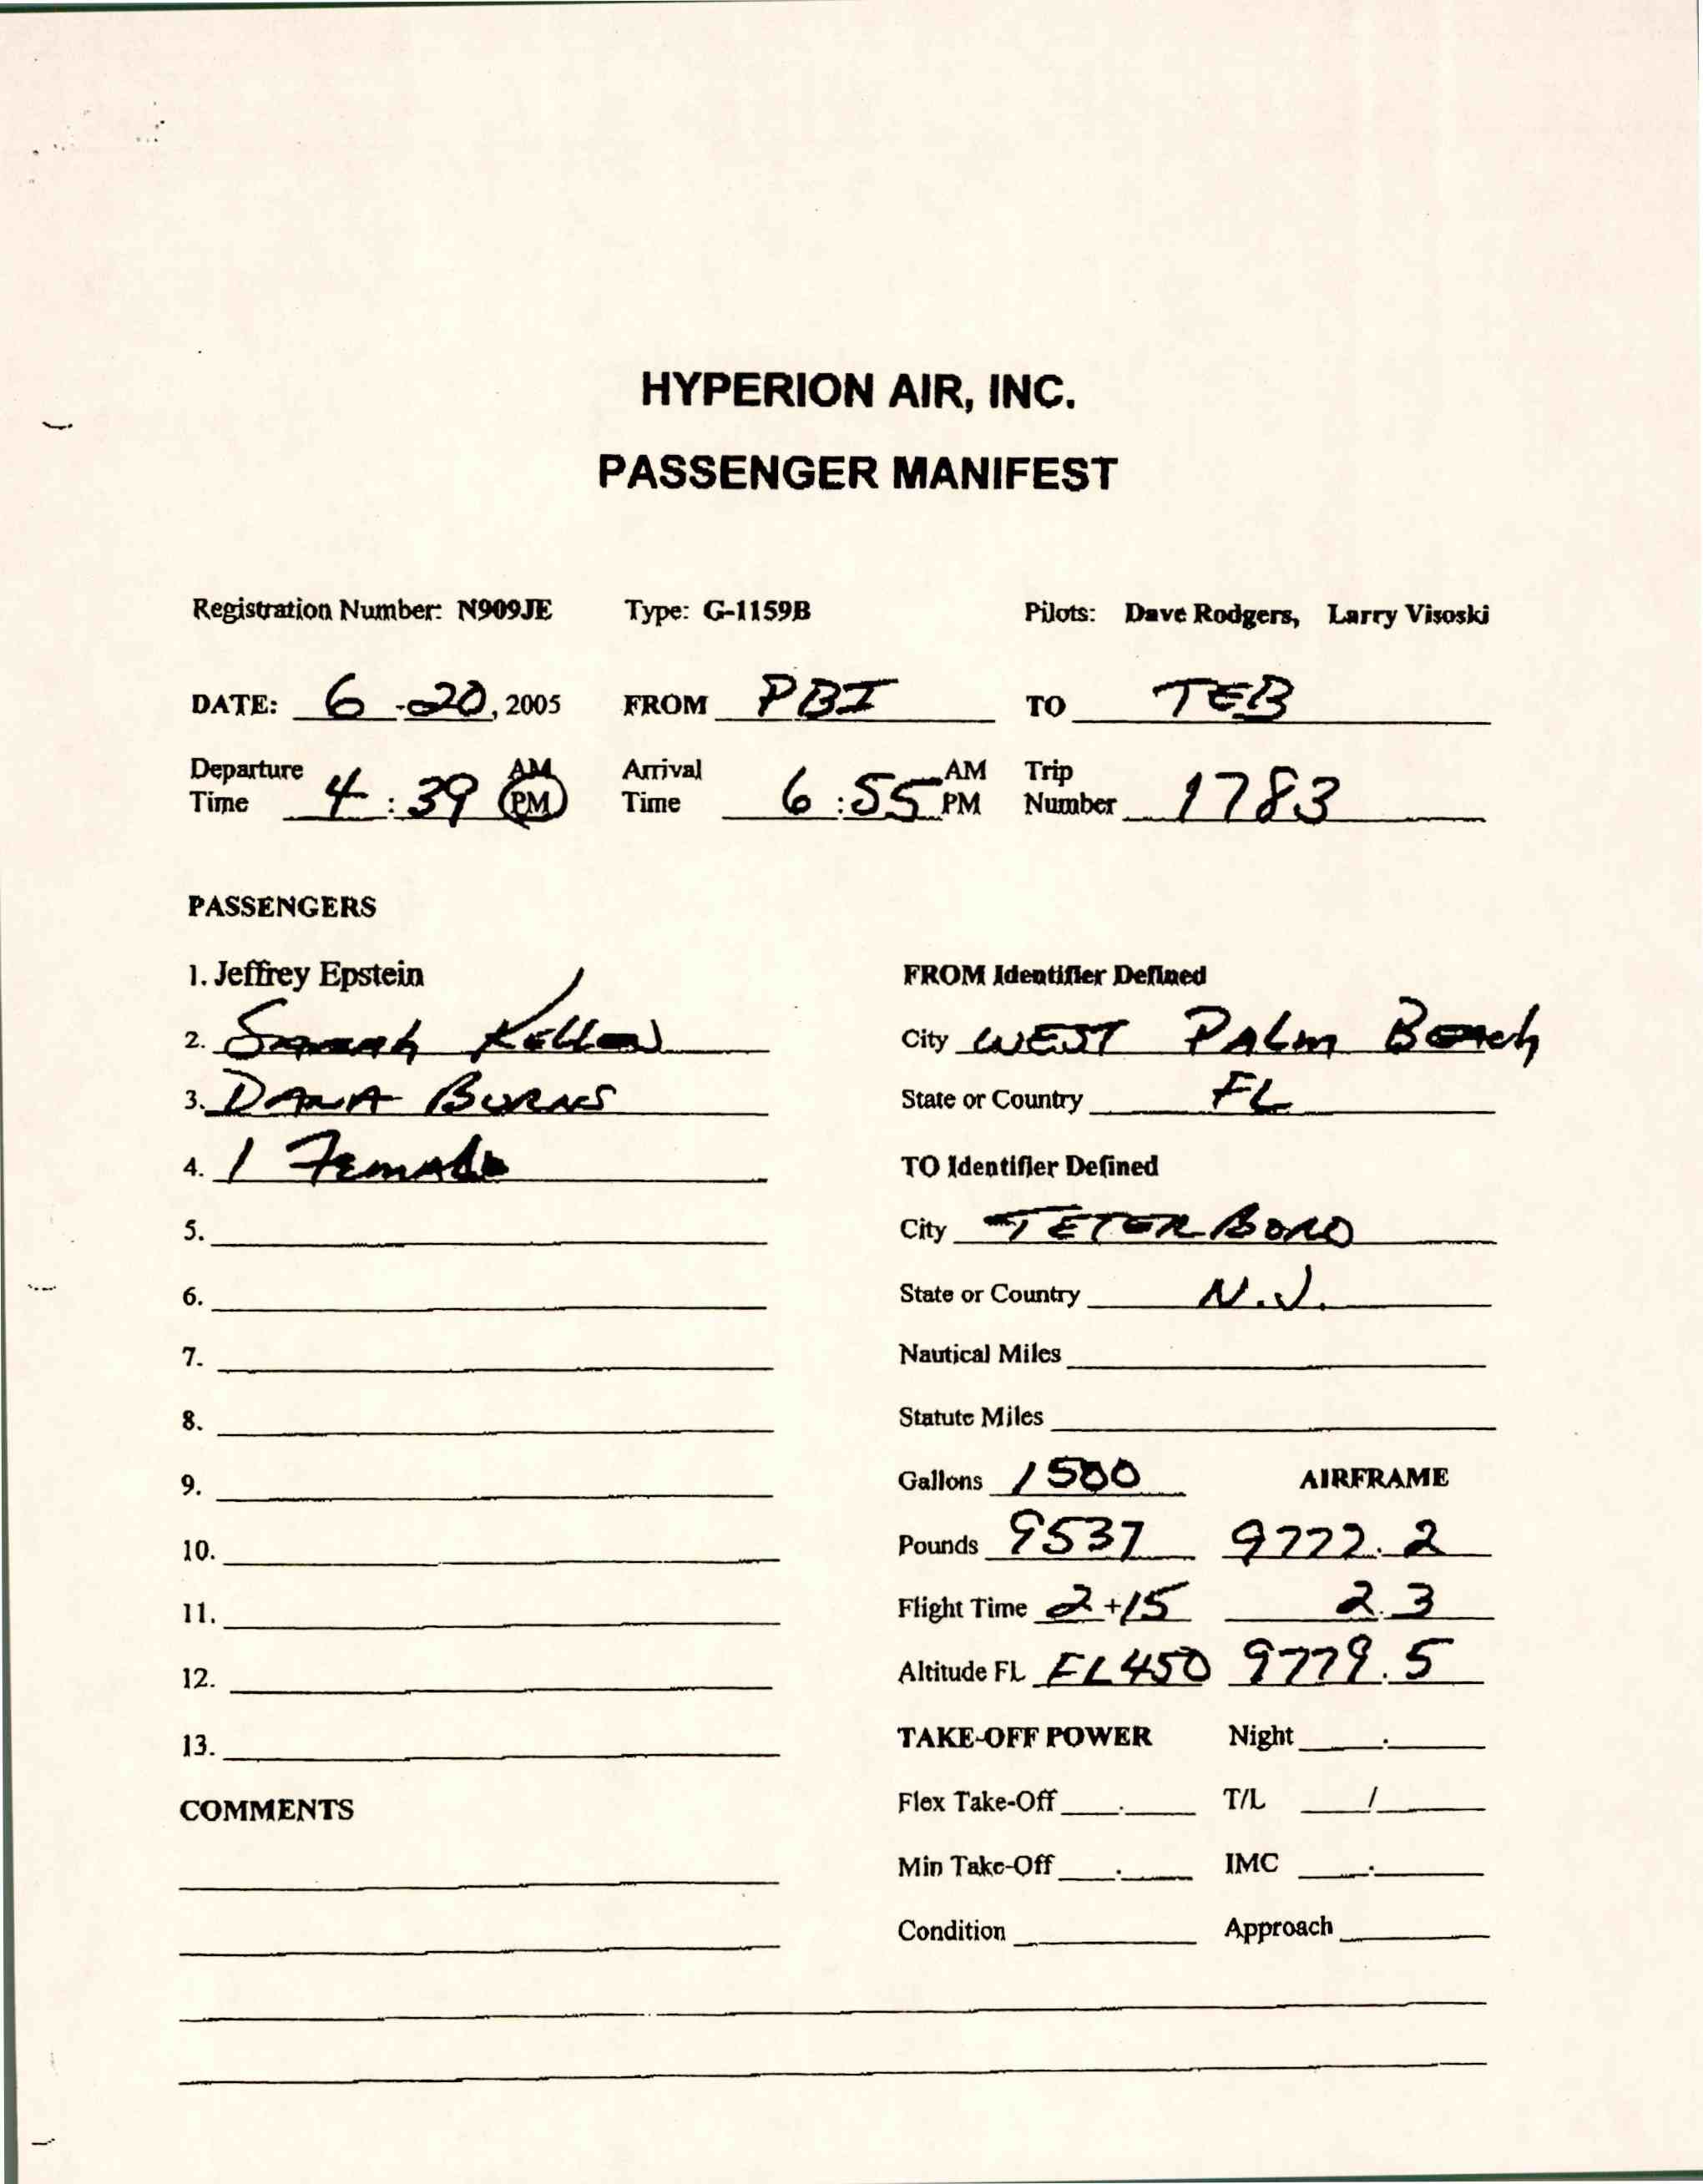 HYPERION AIR, INC.
PASSENGER MANIFEST
Registration Number: N909JE Type: G-1159B Pilots: Dave Rodgers, Larry Visoski
DATE: 6-20, 2005 FROM PBI TO TEB
Departure Time 4:39 AM PM Arrival Time 6:55 AM PM Trip Number 1783
PASSENGERS
1. Jeffrey Epstein FROM Identifier Defined
2. Sarah Kellen City WEST PALm BEACh
3. DANA BURNS State or Country FL
4. 1 Female TO Identifier Defined
5. City TETERBORO
6. State or Country N.J.
7. Nautical Miles
8. Statute Miles
9. Gallons 1500 AIRFRAME
10. Pounds 9537 9777.2
11. Flight Time 2+15 2.3
12. Altitude FL FL450 9779.5
13. TAKE-OFF POWER Night .
COMMENTS Flex Take-Off . T/L /
Min Take-Off . IMC .
Condition Approach